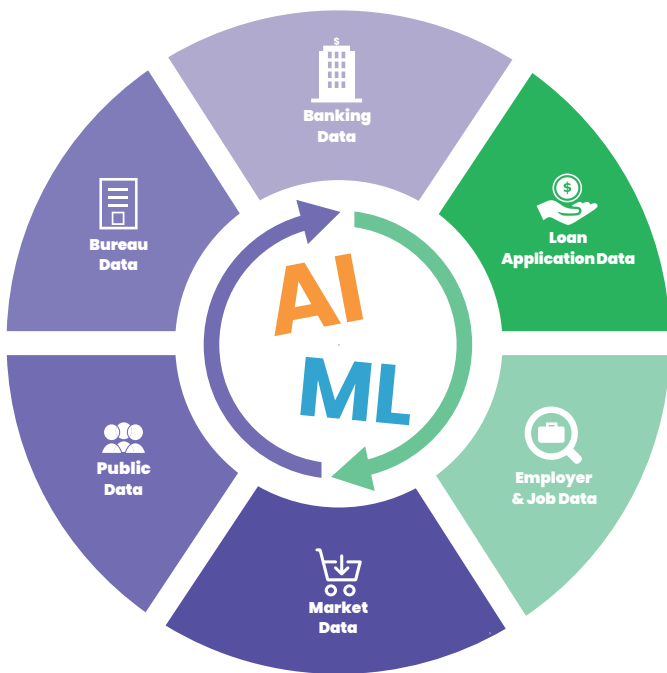 $
Banking
Data
$
Loan
Application Data
Employer
& Job Data
Market
Data
Public
Data
Bureau
Data
AI
ML